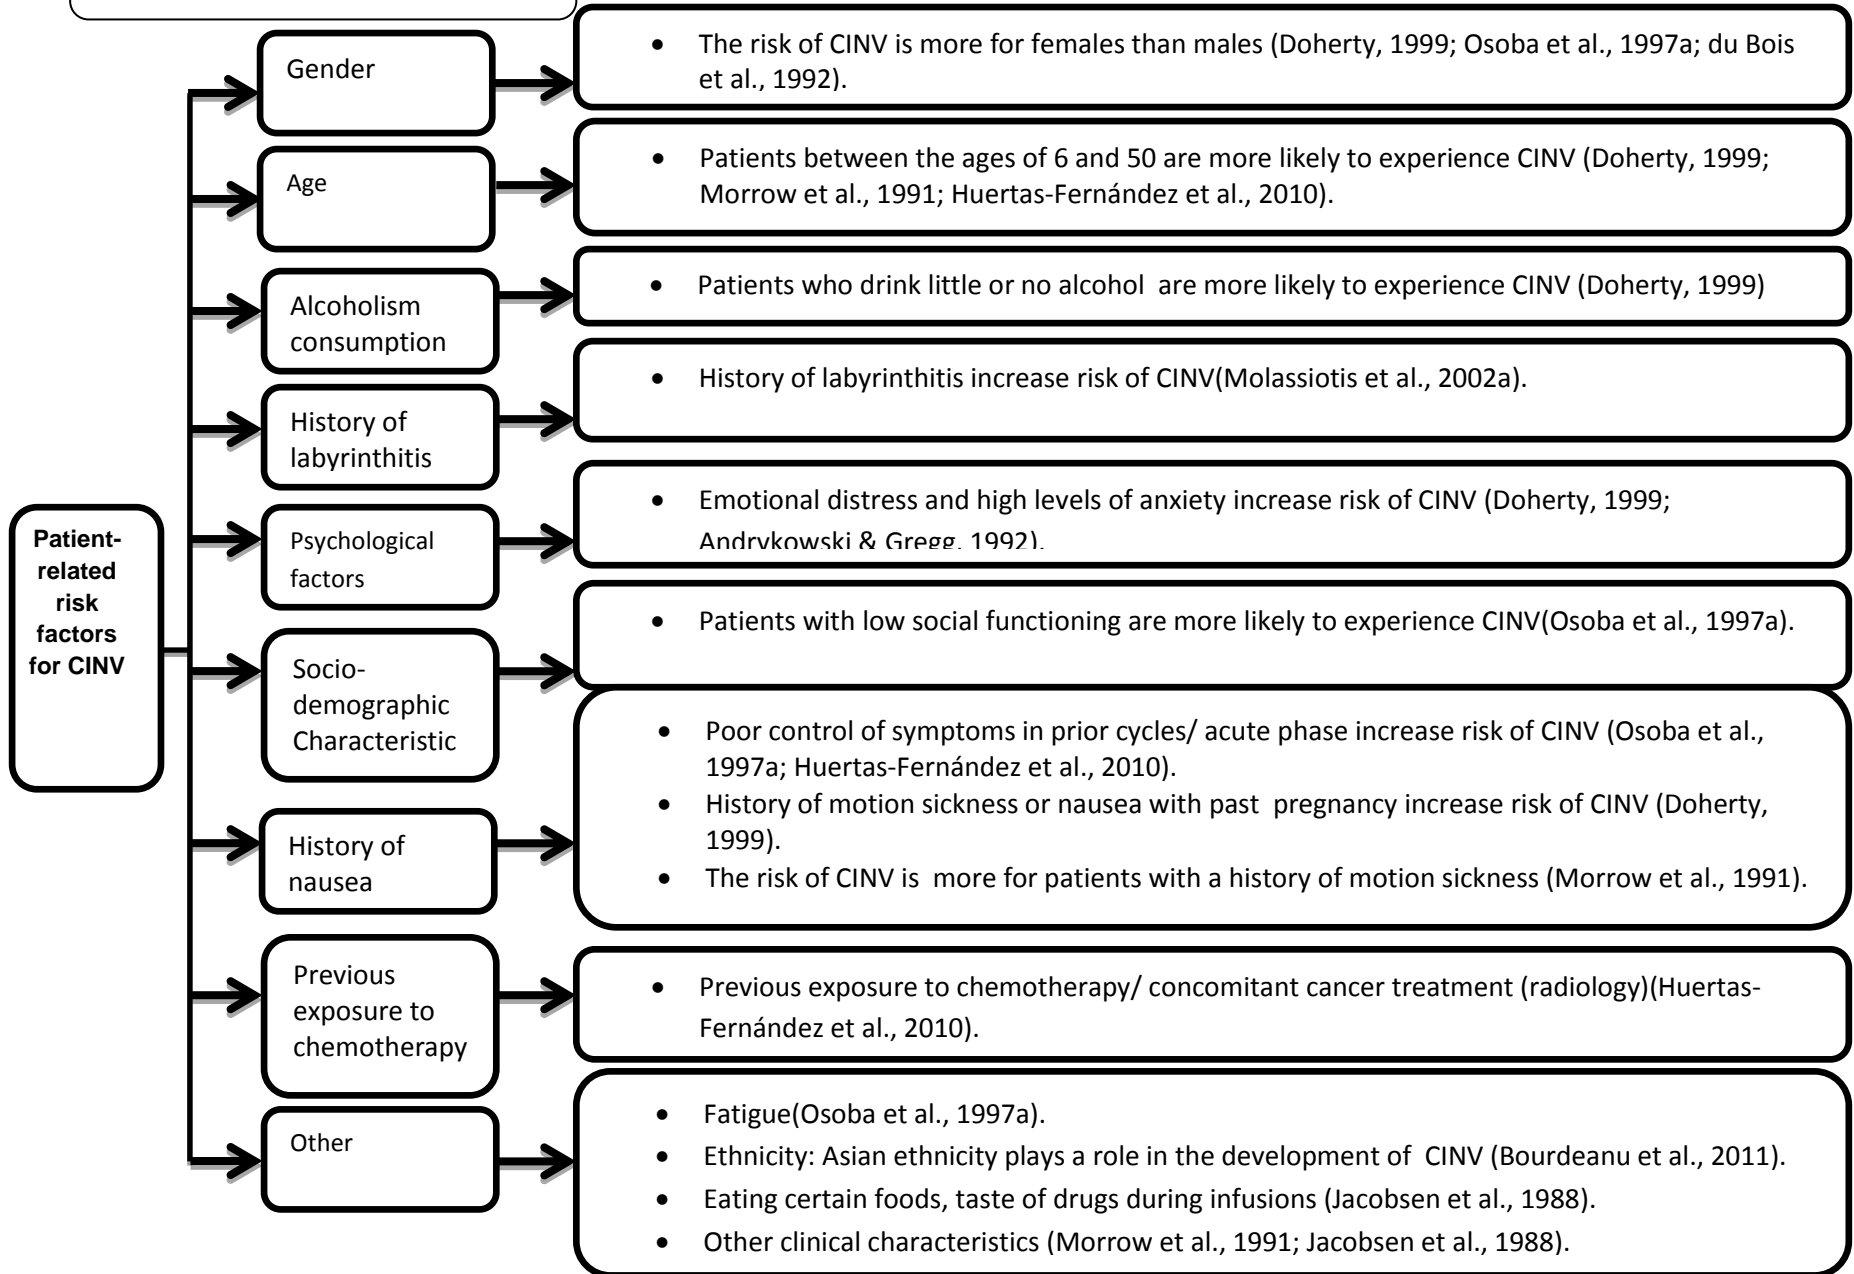 Patient-
related
risk
factors
for CINV
Gender
• The risk of CINV is more for females than males (Doherty, 1999; Osoba et al., 1997a; du Bois
et al., 1992).
Age
• Patients between the ages of 6 and 50 are more likely to experience CINV (Doherty, 1999;
Morrow et al., 1991; Huertas-Fernández et al., 2010).
Alcoholism
consumption
• Patients who drink little or no alcohol are more likely to experience CINV (Doherty, 1999)
History of
labyrinthitis
• History of labyrinthitis increase risk of CINV(Molassiotis et al., 2002a).
Psychological
factors
• Emotional distress and high levels of anxiety increase risk of CINV (Doherty, 1999;
Andrykowski & Gregg, 1992).
Socio-
demographic
Characteristic
• Patients with low social functioning are more likely to experience CINV(Osoba et al., 1997a).
History of
nausea
• Poor control of symptoms in prior cycles/ acute phase increase risk of CINV (Osoba et al.,
1997a; Huertas-Fernández et al., 2010).
• History of motion sickness or nausea with past pregnancy increase risk of CINV (Doherty,
1999).
• The risk of CINV is more for patients with a history of motion sickness (Morrow et al., 1991).
Previous
exposure to
chemotherapy
• Previous exposure to chemotherapy/ concomitant cancer treatment (radiology)(Huertas-
Fernández et al., 2010).
Other
• Fatigue(Osoba et al., 1997a).
• Ethnicity: Asian ethnicity plays a role in the development of CINV (Bourdeanu et al., 2011).
• Eating certain foods, taste of drugs during infusions (Jacobsen et al., 1988).
• Other clinical characteristics (Morrow et al., 1991; Jacobsen et al., 1988).